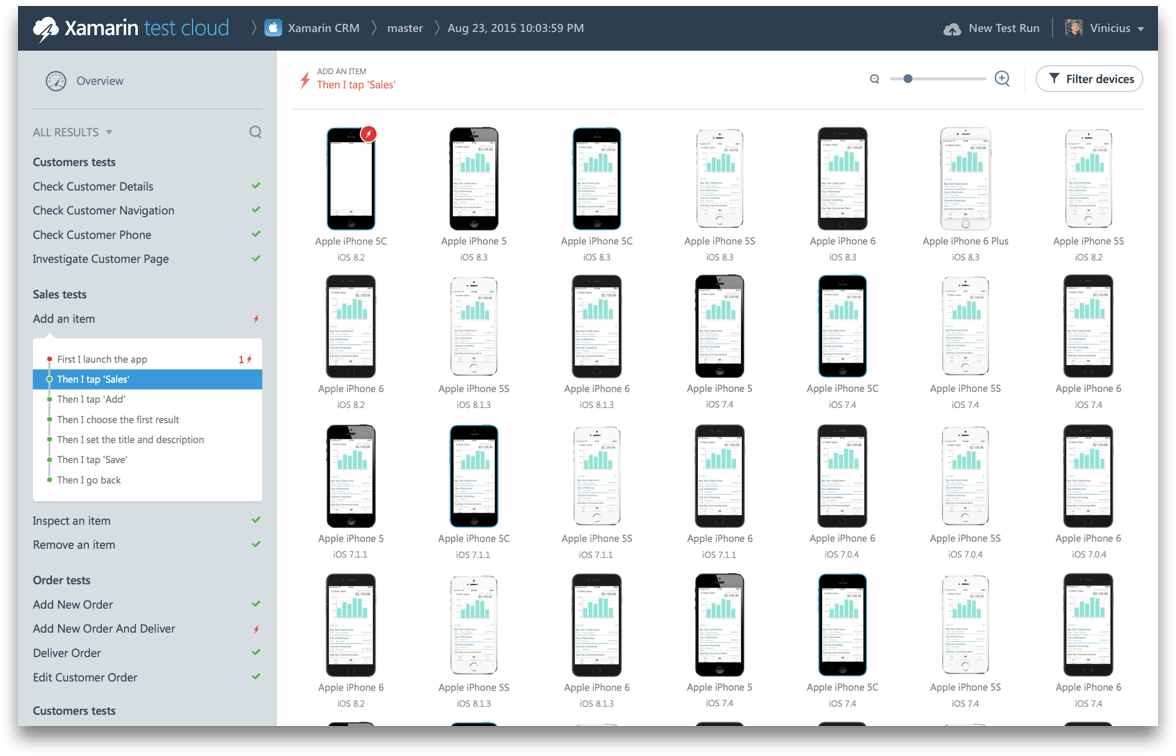 Xamarin test cloud Xamarin CRM master Aug 23, 2015 10:03:59 PM New Test Run Vinicius
Overview
ALL RESULTS
Customers tests
Check Customer Details
Check Customer Navigation
Check Customer Phone
Investigate Customer Page
Sales tests
Add an item
First I launch the app 1
Then I tap 'Sales'
Then I tap 'Add'
Then I choose the first result
Then I set the title and description
Then I tap 'Save'
Then I go back
Inspect an item
Remove an item
Order tests
Add New Order
Add New Order And Deliver
Deliver Order
Edit Customer Order
Customers tests
ADD AN ITEM
Then I tap 'Sales'
Filter devices
Apple iPhone 5C Apple iPhone 5 Apple iPhone 5C Apple iPhone 5S Apple iPhone 6 Apple iPhone 6 Plus Apple iPhone 5S
iOS 8.2 iOS 8.3 iOS 8.3 iOS 8.3 iOS 8.3 iOS 8.3 iOS 8.2
Apple iPhone 6 Apple iPhone 5S Apple iPhone 6 Apple iPhone 5 Apple iPhone 5C Apple iPhone 5S Apple iPhone 6
iOS 8.2 iOS 8.1.3 iOS 8.1.3 iOS 7.4 iOS 7.4 iOS 7.4 iOS 7.4
Apple iPhone 5 Apple iPhone 5C Apple iPhone 5S Apple iPhone 6 Apple iPhone 6 Apple iPhone 5S Apple iPhone 6
iOS 7.1.1 iOS 7.1.1 iOS 7.1.1 iOS 7.1.1 iOS 7.0.4 iOS 7.0.4 iOS 7.0.4
Apple iPhone 6 Apple iPhone 5S Apple iPhone 6 Apple iPhone 5 Apple iPhone 5C Apple iPhone 5S Apple iPhone 6
iOS 8.2 iOS 8.1.3 iOS 8.1.3 iOS 7.4 iOS 7.4 iOS 7.4 iOS 7.4